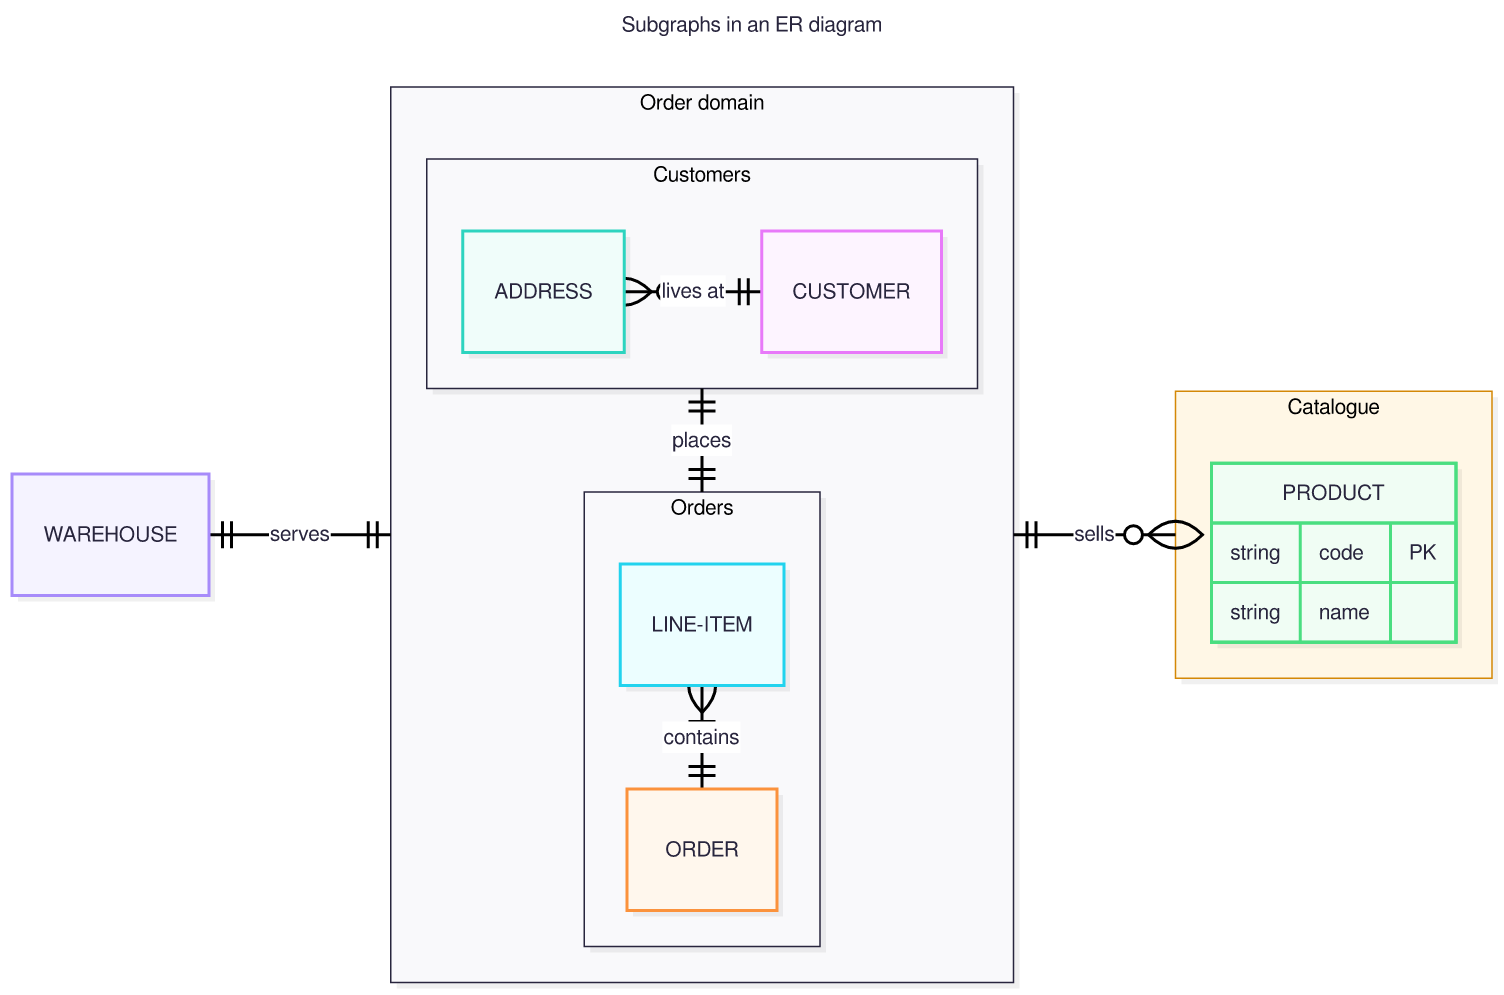 Subgraphs in an ER diagram
Order domain
Customers
ADDRESS
lives at
CUSTOMER
places
Catalogue
PRODUCT
WAREHOUSE
serves
Orders
sells
string code PK
string name
LINE-ITEM
contains
ORDER